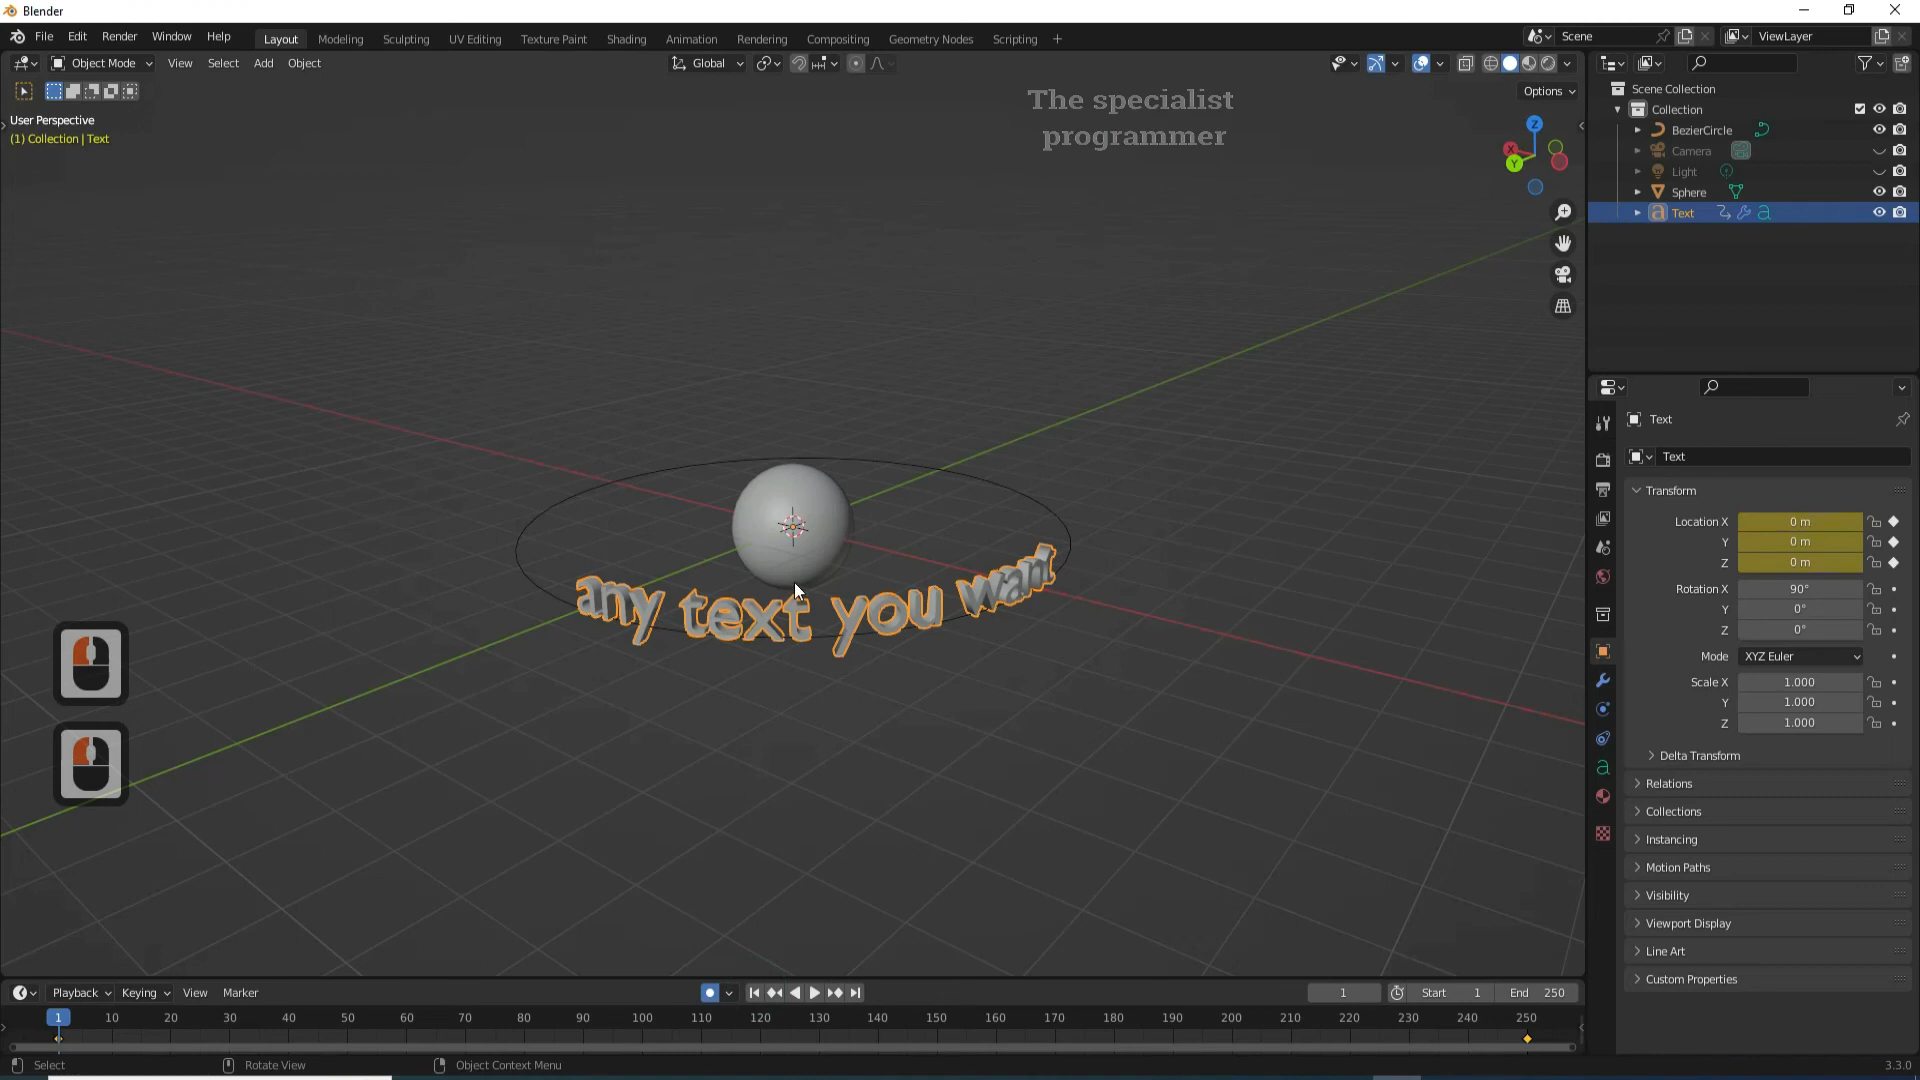 Blender
File Edit Render Window Help Layout Modeling Sculpting UV Editing Texture Paint Shading Animation Rendering Compositing Geometry Nodes Scripting + Scene ViewLayer
Object Mode View Select Add Object Global
Options
User Perspective
(1) Collection | Text
The specialist
programmer
Z
X
Y
any text you want
Scene Collection
Collection
BezierCircle
Camera
Light
Sphere
Text
Text
Text
Transform
Location X 0 m
Y 0 m
Z 0 m
Rotation X 90°
Y 0°
Z 0°
Mode XYZ Euler
Scale X 1.000
Y 1.000
Z 1.000
Delta Transform
Relations
Collections
Instancing
Motion Paths
Visibility
Viewport Display
Line Art
Custom Properties
Playback Keying View Marker 1 Start 1 End 250
1 10 20 30 40 50 60 70 80 90 100 110 120 130 140 150 160 170 180 190 200 210 220 230 240 250
Select Rotate View Object Context Menu 3.3.0